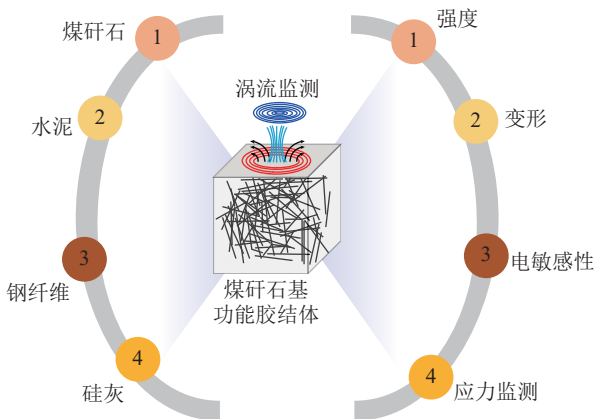 1
煤矸石
2
水泥
3
钢纤维
4
硅灰
涡流监测
煤矸石基
功能胶结体
1
强度
2
变形
3
电敏感性
4
应力监测